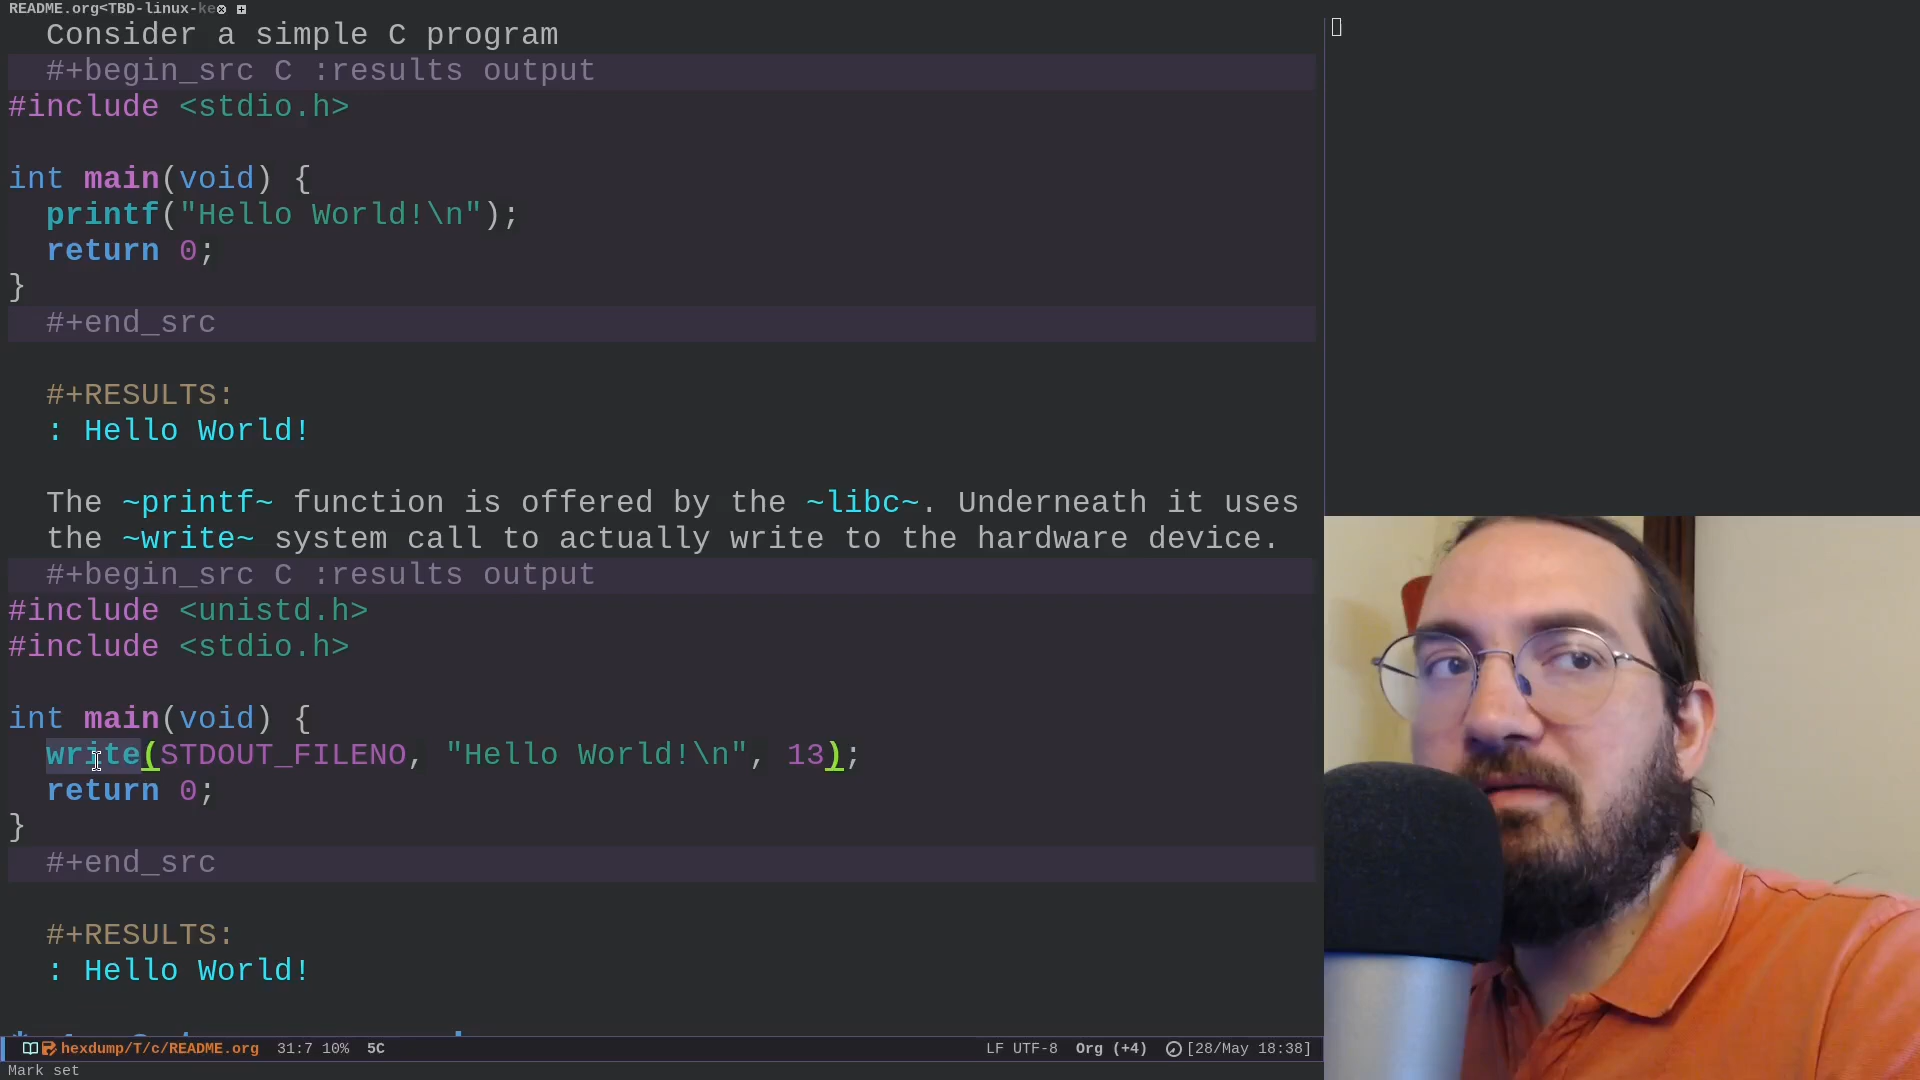 README.org<TBD-linux-ke
Consider a simple C program
#+begin_src C :results output
#include <stdio.h>
int main(void) {
printf("Hello World!\n");
return 0;
}
#+end_src
#+RESULTS:
: Hello World!
The ~printf~ function is offered by the ~libc~. Underneath it uses
the ~write~ system call to actually write to the hardware device.
#+begin_src C :results output
#include <unistd.h>
#include <stdio.h>
int main(void) {
write(STDOUT_FILENO, "Hello World!\n", 13);
return 0;
}
#+end_src
#+RESULTS:
: Hello World!
hexdump/T/c/README.org 31:7 10% 5C LF UTF-8 Org (+4) [28/May 18:38]
Mark set